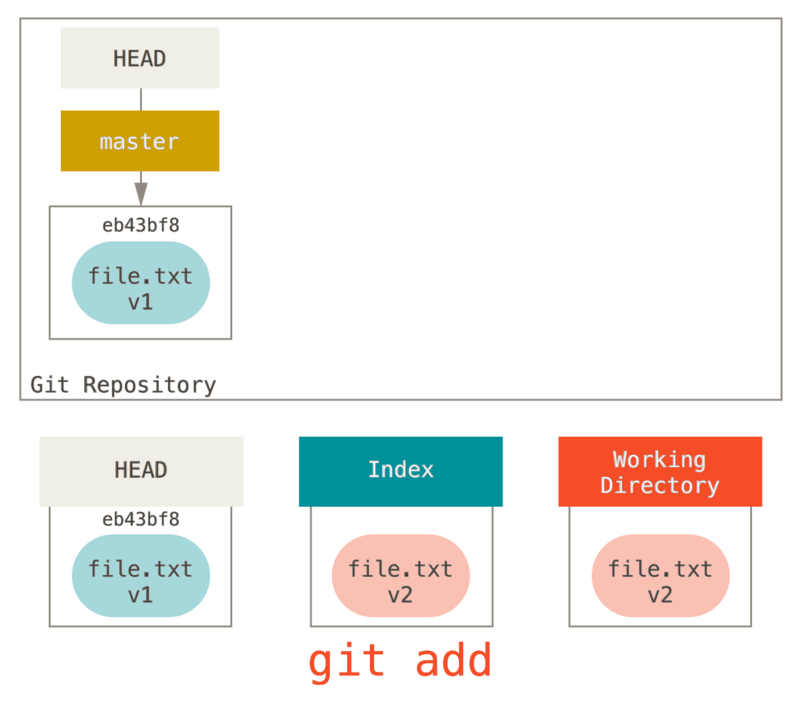 HEAD
master
eb43bf8
file.txt
v1
Git Repository
HEAD
Index
Working
Directory
eb43bf8
file.txt
v1
file.txt
v2
file.txt
v2
git add